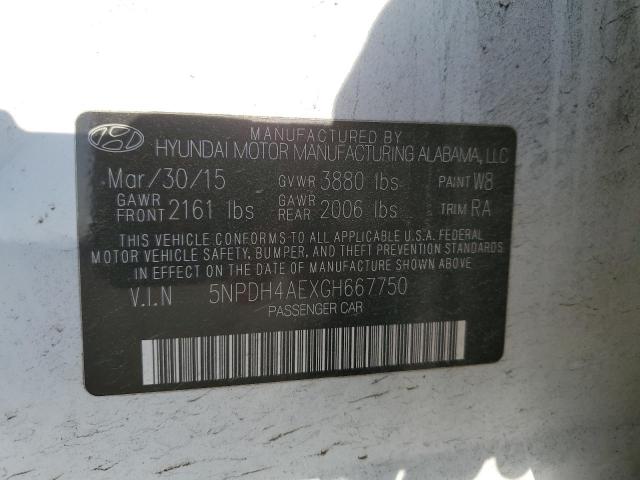 MANUFACTURED BY
HYUNDAI MOTOR MANUFACTURING ALABAMA, LLC
Mar/30/15 GVWR 3880 lbs PAINT W8
GAWR FRONT 2161 lbs GAWR REAR 2006 lbs TRIM RA
THIS VEHICLE CONFORMS TO ALL APPLICABLE U.S.A. FEDERAL
MOTOR VEHICLE SAFETY, BUMPER, AND THEFT PREVENTION STANDARDS
IN EFFECT ON THE DATE OF MANUFACTURE SHOWN ABOVE.
V.I.N 5NPDH4AEXGH667750
PASSENGER CAR